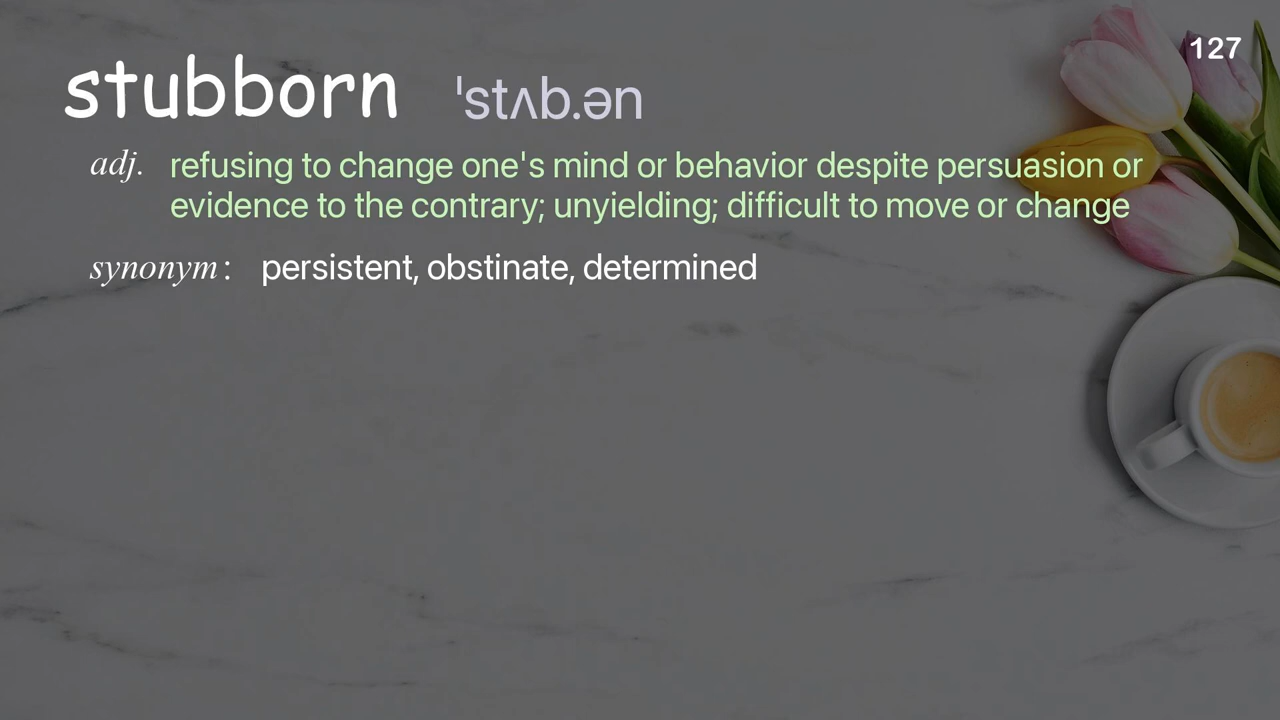 127
stubborn ˈstʌb.ən
adj. refusing to change one's mind or behavior despite persuasion or
evidence to the contrary; unyielding; difficult to move or change
synonym: persistent, obstinate, determined